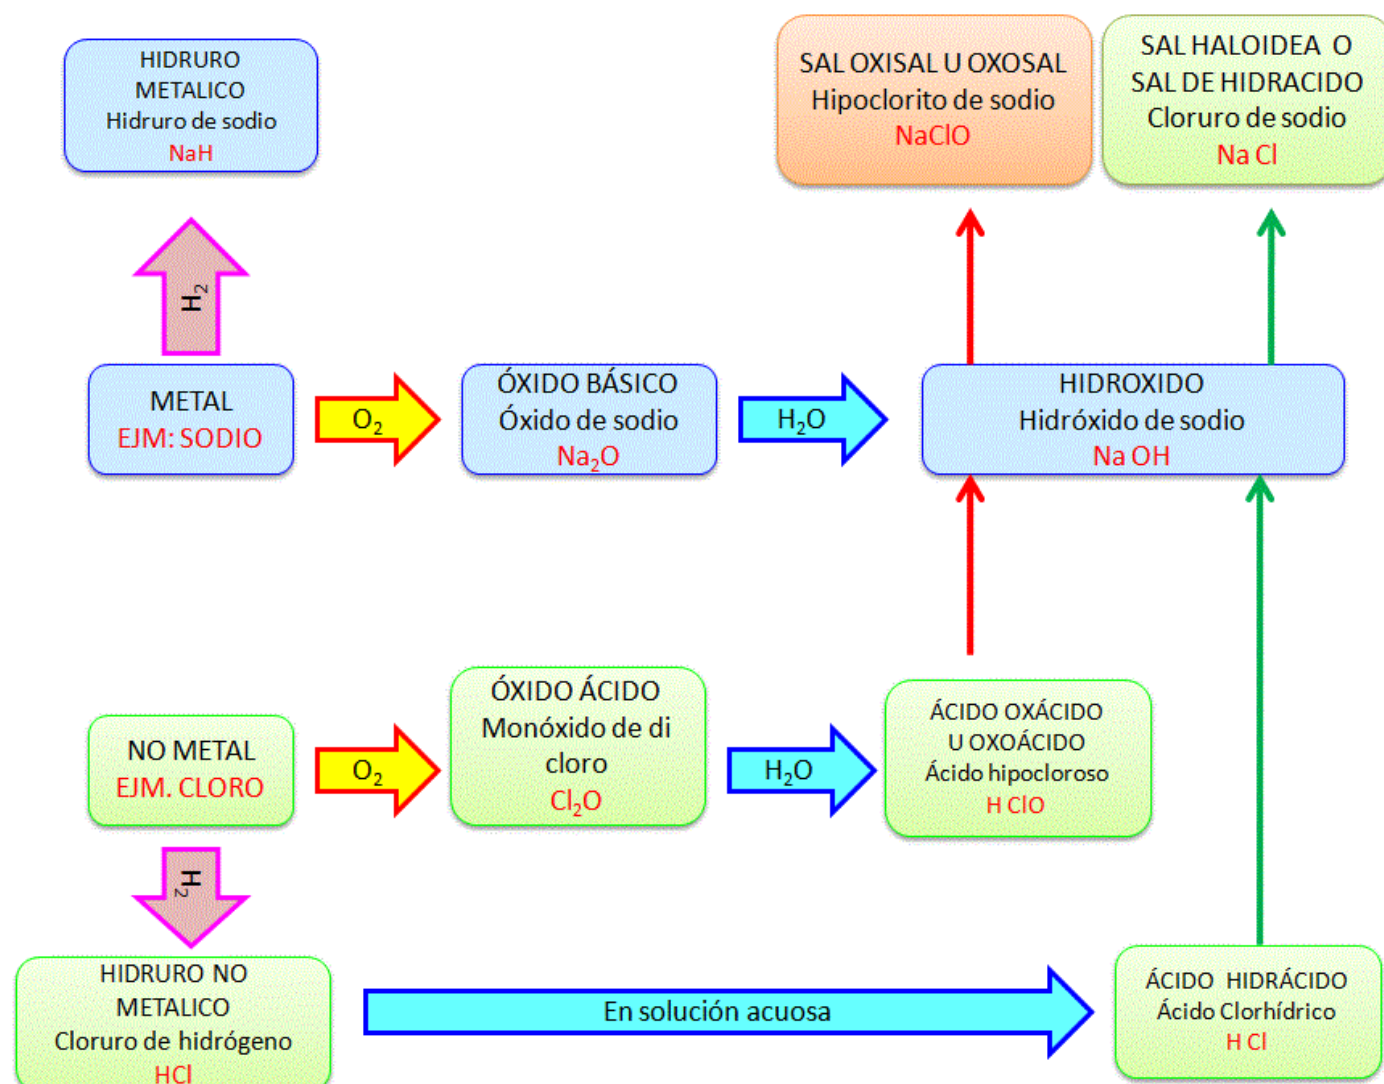 HIDRURO
METALICO
Hidruro de sodio
NaH
SAL OXISAL U OXOSAL
Hipoclorito de sodio
NaClO
SAL HALOIDEA O
SAL DE HIDRACIDO
Cloruro de sodio
Na Cl
H₂
METAL
EJM: SODIO
O₂
ÓXIDO BÁSICO
Óxido de sodio
Na₂O
H₂O
HIDROXIDO
Hidróxido de sodio
Na OH
NO METAL
EJM. CLORO
O₂
ÓXIDO ÁCIDO
Monóxido de di
cloro
Cl₂O
H₂O
ÁCIDO OXÁCIDO
U OXOÁCIDO
Ácido hipocloroso
H ClO
H₂
HIDRURO NO
METALICO
Cloruro de hidrógeno
HCl
En solución acuosa
ÁCIDO HIDRÁCIDO
Ácido Clorhídrico
H Cl